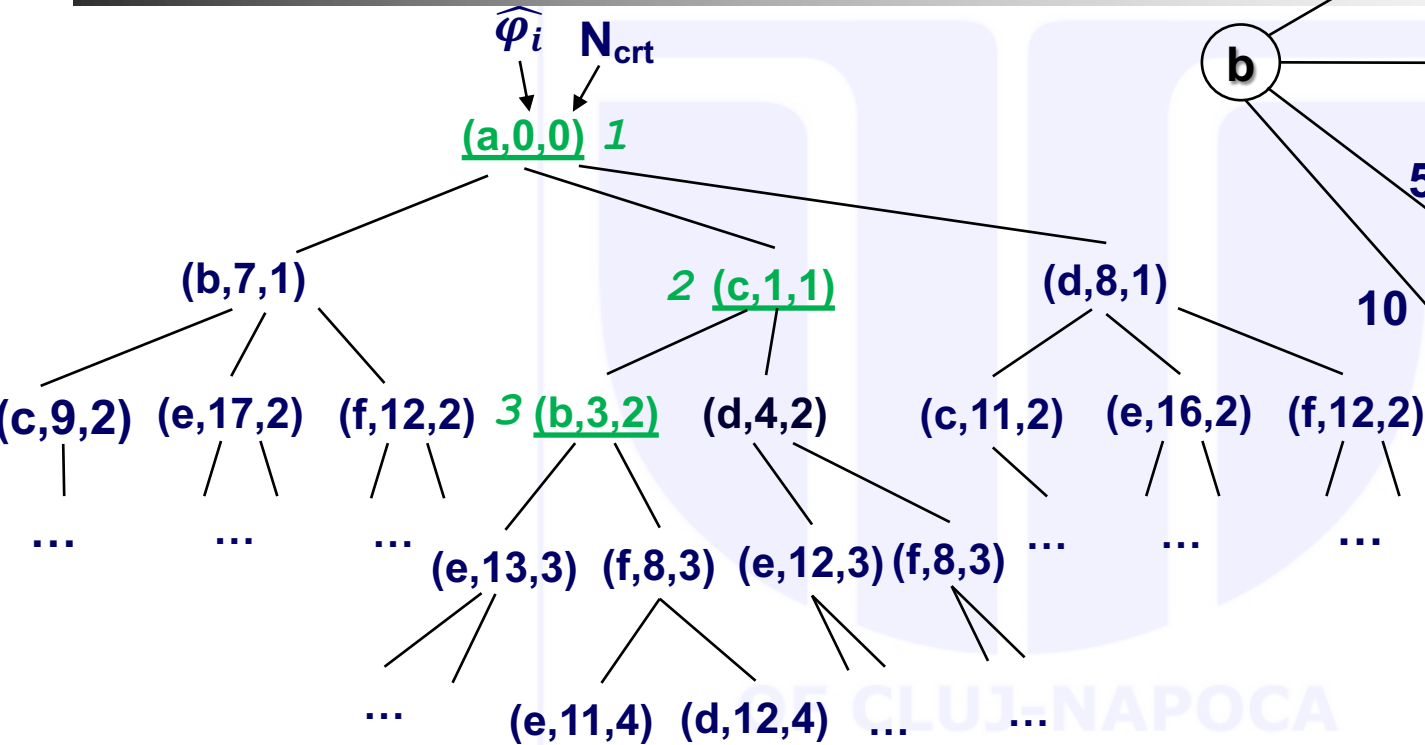 φ̂ᵢ N_crt
b
(a,0,0) 1
5
(b,7,1) 2 (c,1,1) (d,8,1)
10
(c,9,2) (e,17,2) (f,12,2) 3 (b,3,2) (d,4,2) (c,11,2) (e,16,2) (f,12,2)
... ... ... (e,13,3) (f,8,3) (e,12,3) (f,8,3) ... ... ...
... (e,11,4) (d,12,4) ... ...
OF CLUJ-NAPOCA